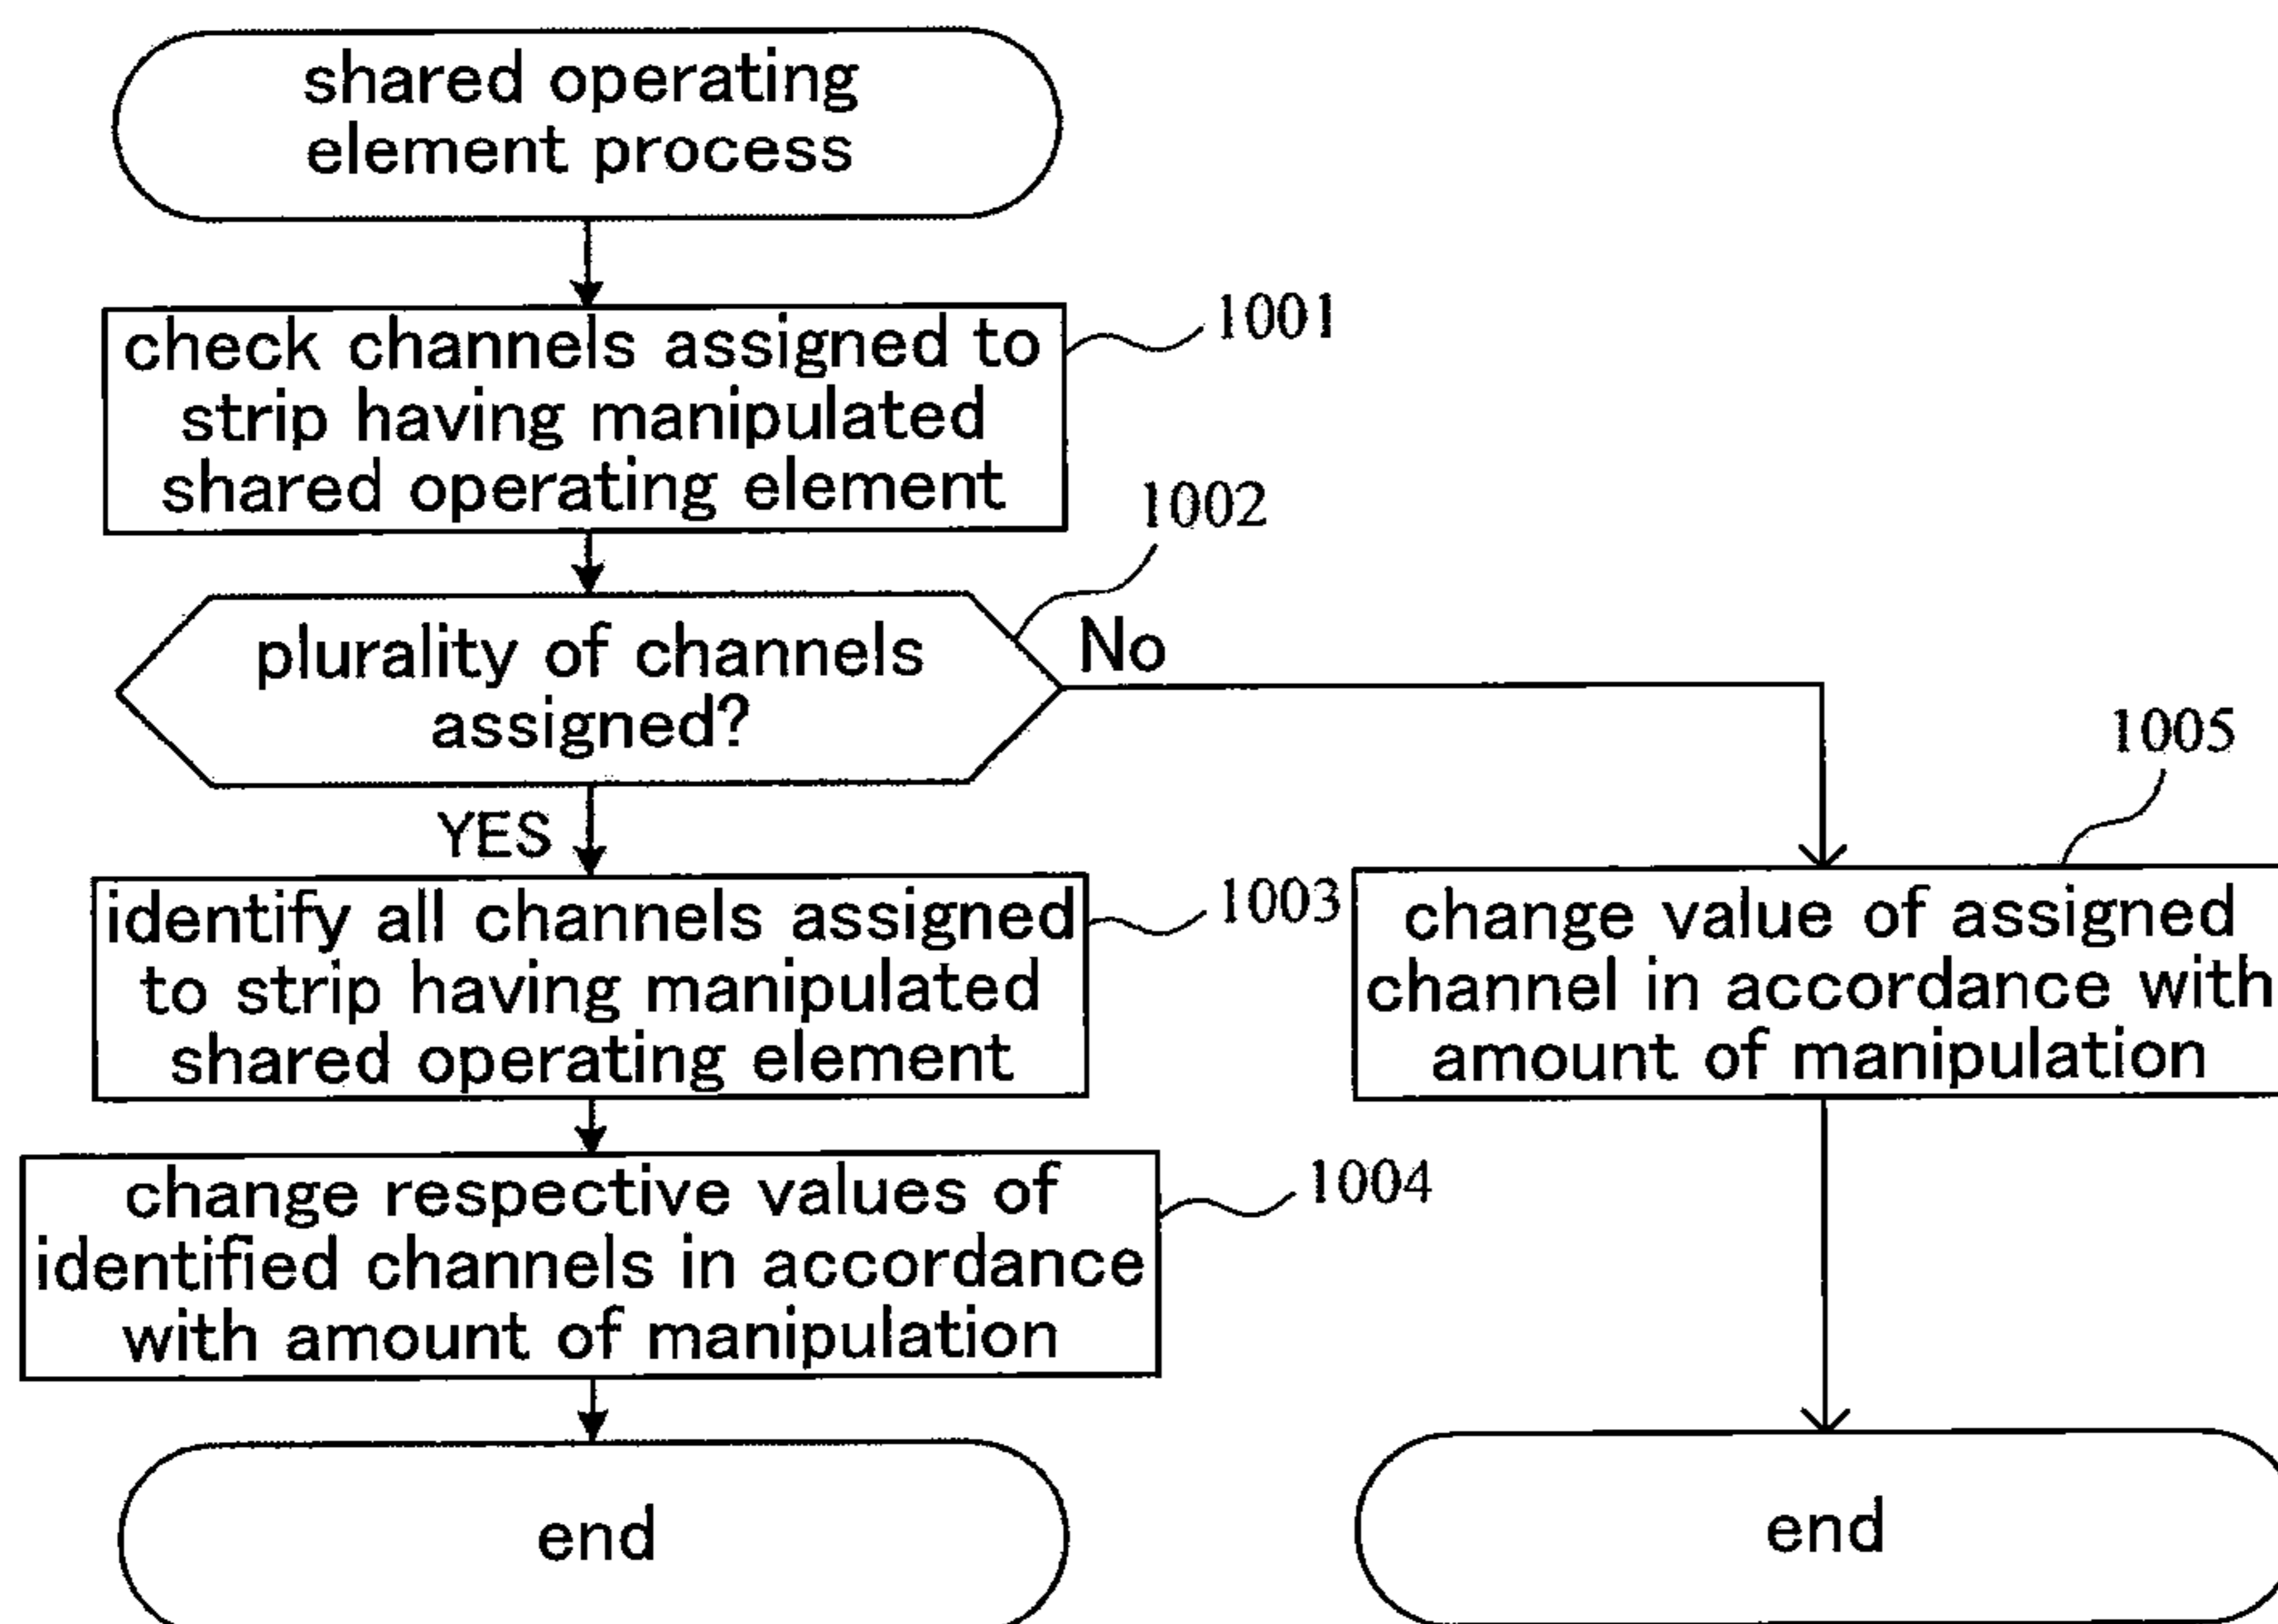 shared operating
element process
1001
check channels assigned to
strip having manipulated
shared operating element
1002
plurality of channels
assigned?
No
YES
1003
identify all channels assigned
to strip having manipulated
shared operating element
1005
change value of assigned
channel in accordance with
amount of manipulation
1004
change respective values of
identified channels in accordance
with amount of manipulation
end
end